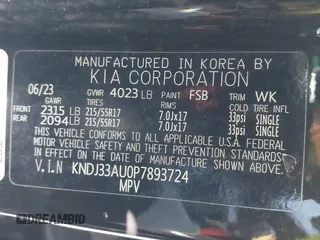 MANUFACTURED IN KOREA BY
KIA CORPORATION
06/23 GVWR 4023 LB PAINT FSB TRIM WK
GAWR TIRE SIZE RIMS Cold tire infl
FRONT 2315 LB 215/55R17 7.0Jx17 33psi SINGLE
REAR 2094 LB 215/55R17 7.0Jx17 33psi SINGLE
THIS VEHICLE CONFORMS TO ALL APPLICABLE
U.S.A. FEDERAL MOTOR VEHICLE SAFETY, BUMPER
AND THEFT PREVENTION STANDARDS IN EFFECT ON
THE DATE OF MANUFACTURE SHOWN ABOVE.
V.I.N KNDJ33AU0P7893724
MPV
DREAMBID